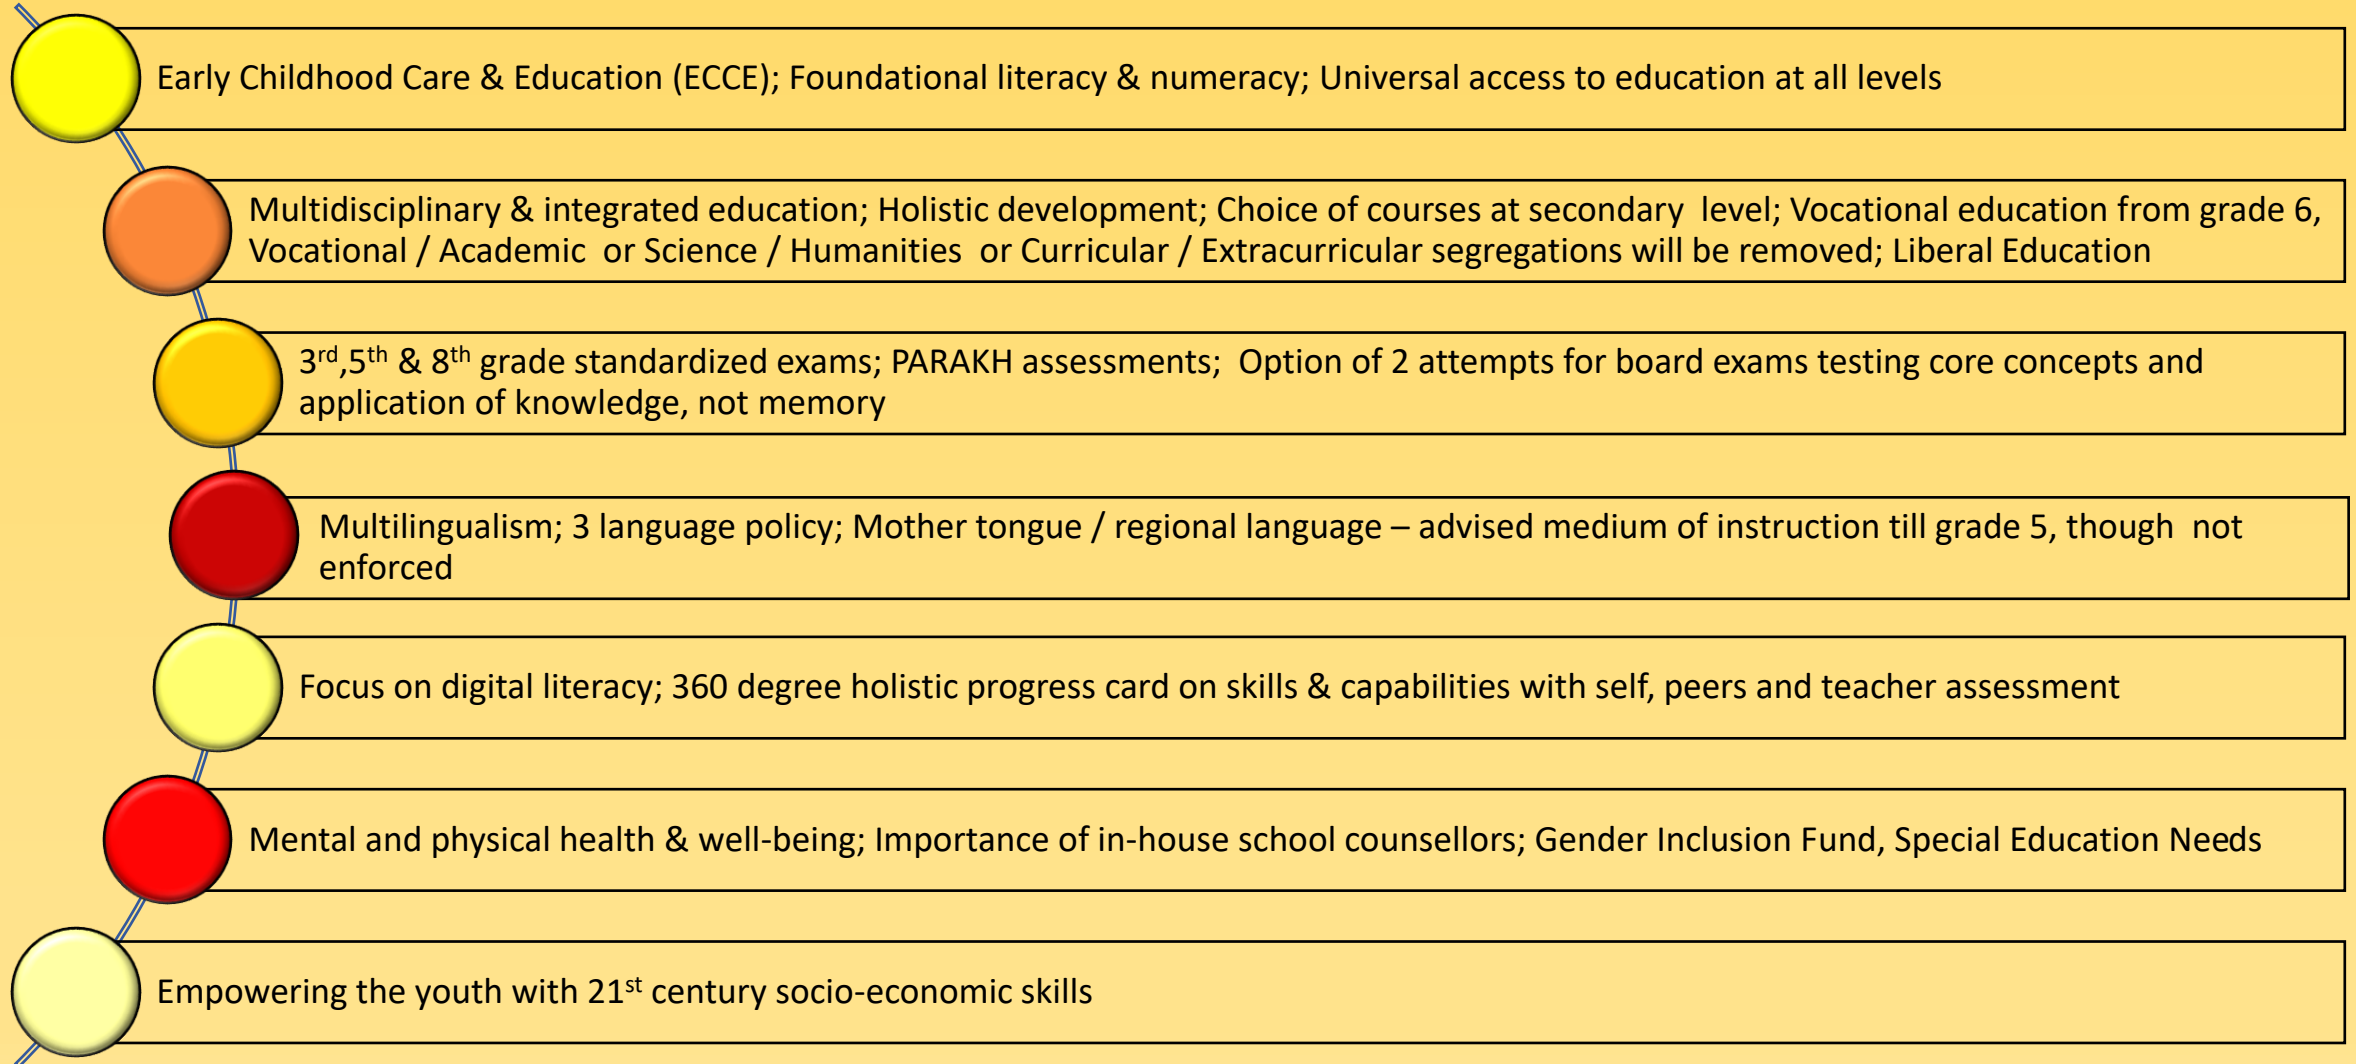 Early Childhood Care & Education (ECCE); Foundational literacy & numeracy; Universal access to education at all levels
Multidisciplinary & integrated education; Holistic development; Choice of courses at secondary  level; Vocational education from grade 6,
Vocational / Academic  or Science / Humanities  or Curricular / Extracurricular segregations will be removed; Liberal Education
3rd,5th & 8th grade standardized exams; PARAKH assessments;  Option of 2 attempts for board exams testing core concepts and
application of knowledge, not memory
Multilingualism; 3 language policy; Mother tongue / regional language – advised medium of instruction till grade 5, though  not
enforced
Focus on digital literacy; 360 degree holistic progress card on skills & capabilities with self, peers and teacher assessment
Mental and physical health & well-being; Importance of in-house school counsellors; Gender Inclusion Fund, Special Education Needs
Empowering the youth with 21st century socio-economic skills